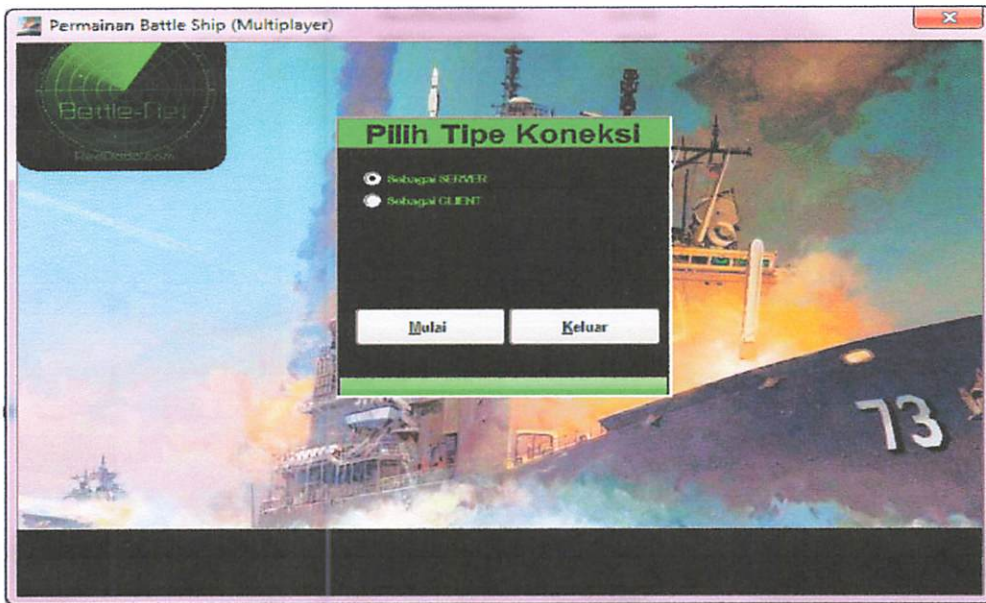 Permainan Battle Ship (Multiplayer)
Battle-Net
Pilih Tipe Koneksi
Sebagai SERVER
Sebagai CLIENT
Mulai
Keluar
73